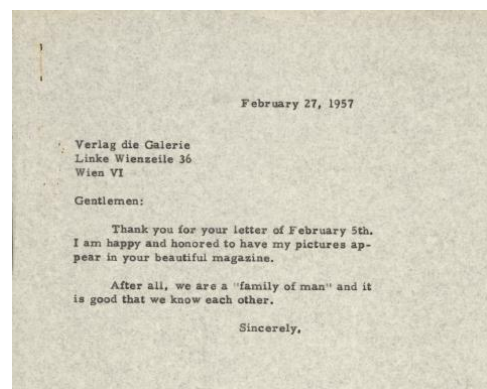 February 27, 1957
Verlag die Galerie
Linke Wienzeile 36
Wien VI
Gentlemen:
Thank you for your letter of February 5th.
I am happy and honored to have my pictures ap-
pear in your beautiful magazine.
After all, we are a "family of man" and it
is good that we know each other.
Sincerely,